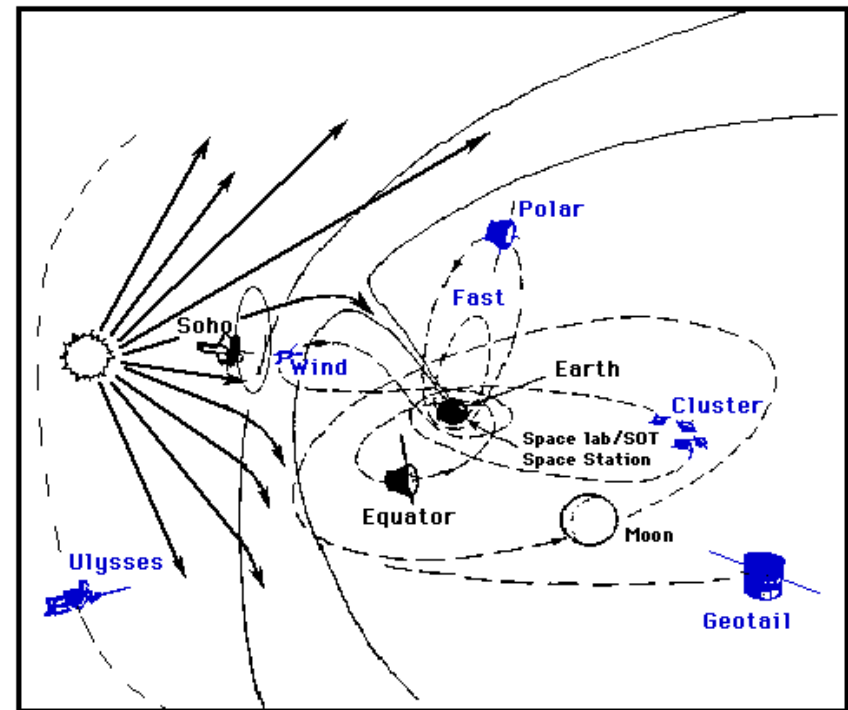 Polar
Fast
Soho
Wind
Earth
Cluster
Space lab/SOT
Space Station
Equator
Moon
Ulysses
Geotail